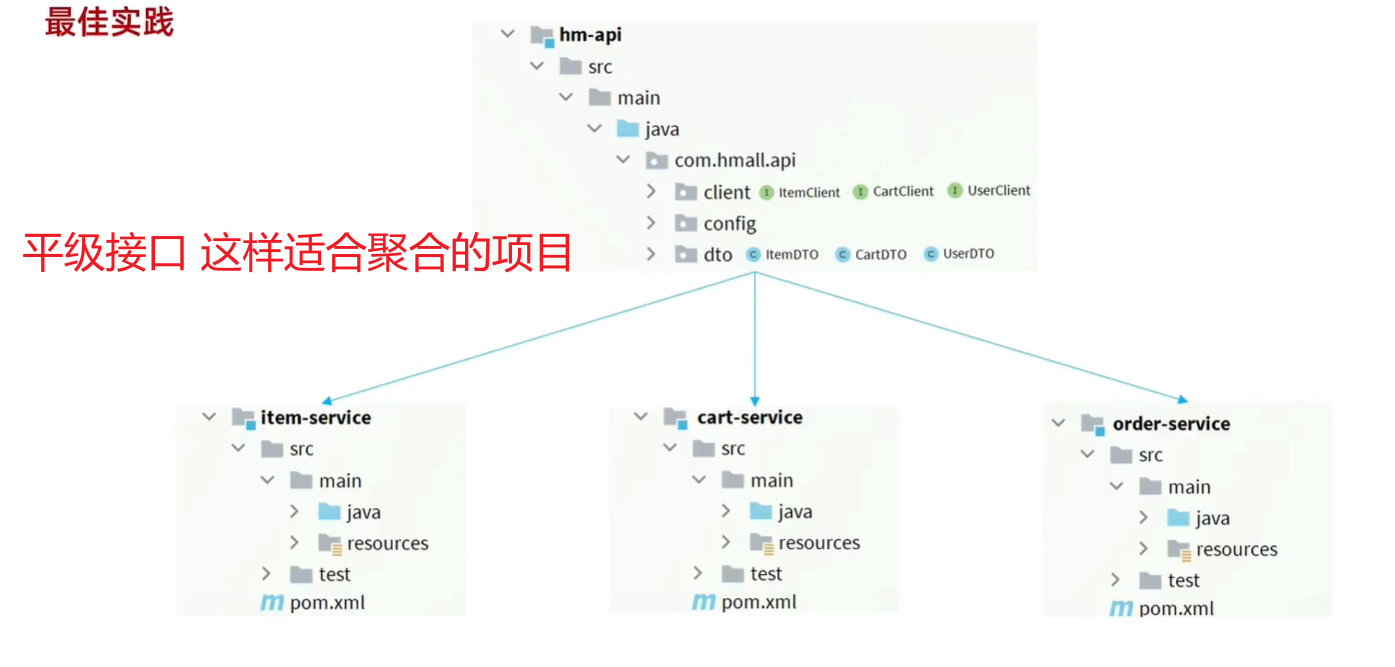 最佳实践
hm-api
src
main
java
com.hmall.api
client ItemClient CartClient UserClient
config
dto ItemDTO CartDTO UserDTO
平级接口 这样适合聚合的项目
item-service
src
main
java
resources
test
pom.xml
cart-service
src
main
java
resources
test
pom.xml
order-service
src
main
java
resources
test
pom.xml